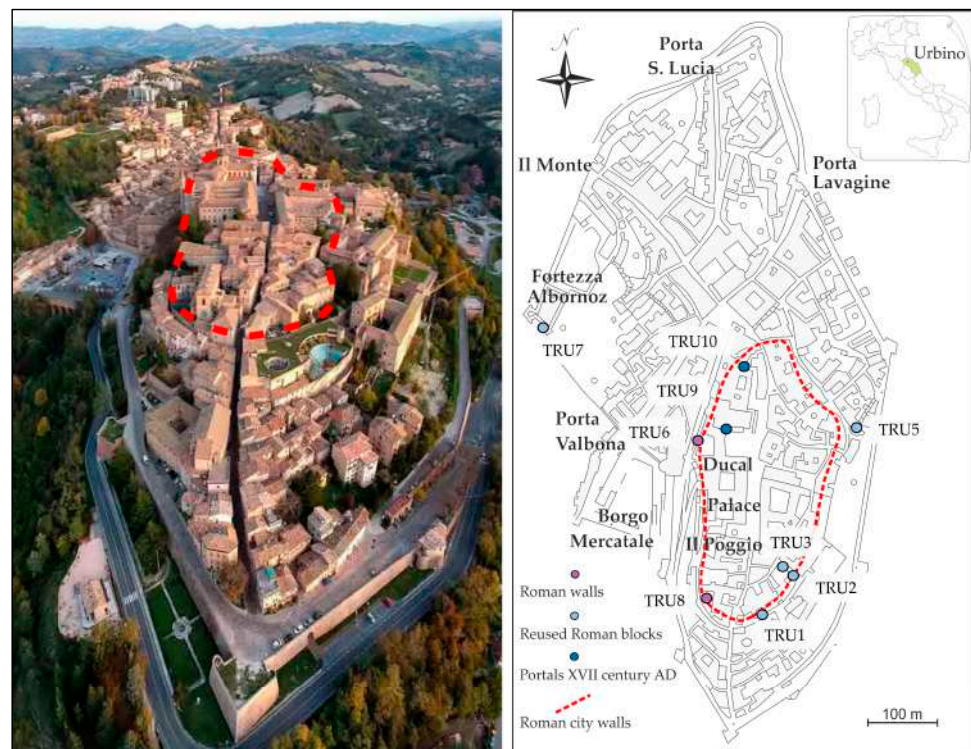 N
Porta
S. Lucia
Urbino
Il Monte
Porta
Lavagine
Fortezza
Albornoz
TRU7
TRU10
TRU9
Porta
Valbona
TRU6
TRU5
Ducal
Palace
Borgo
Mercatale
Il Poggio
TRU3
TRU2
Roman walls
TRU8
TRU1
Reused Roman blocks
Portals XVII century AD
Roman city walls
100 m